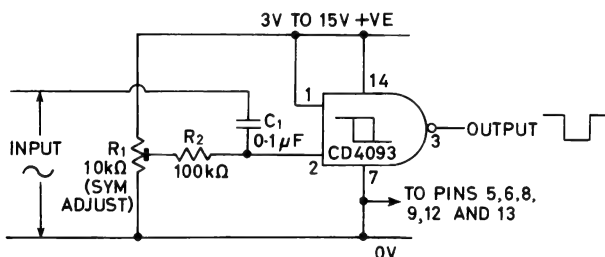 3V TO 15V +VE
1
14
C1
0·1µF
INPUT
R1
10kΩ
(SYM
ADJUST)
R2
100kΩ
2
CD4093
3
OUTPUT
7
TO PINS 5,6,8,
9,12 AND 13
0V